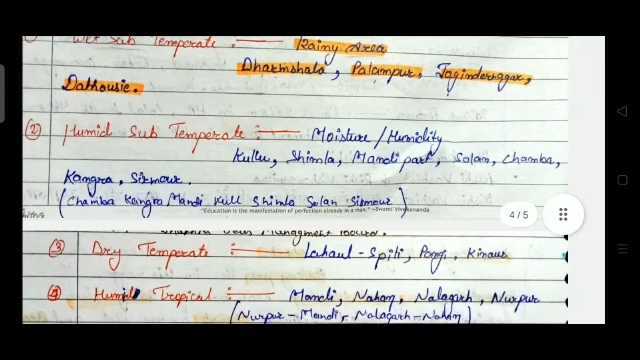 Wet Sub Temperate :— Rainy Area
Dharmshala, Palampur, Jogindernagar,
Dalhousie.
② Humid Sub Temperate :— Moisture/Humidity
Kullu, Shimla, Mandi part, Solan, Chamba,
Kangra, Sirmour.
(Chamba Kangra Mandi Kull Shimla Solan Sirmour)
"Education is the manifestation of perfection already in a man." -Swami Vivekananda
4/5
③ Dry Temperate :— Lahaul-Spiti, Pangi, Kinaur
④ Humid Tropical :— Mandi, Nahan, Nalagarh, Nurpur
(Nurpur-Mandi-Nalagarh-Nahan)